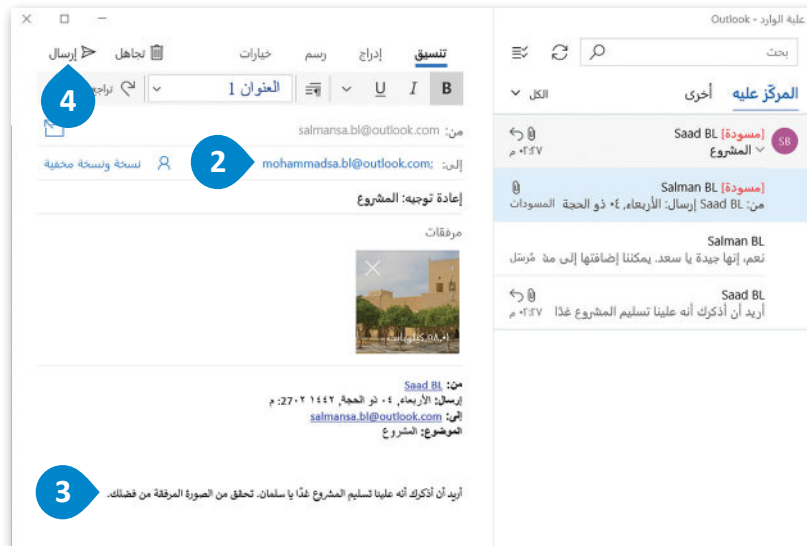 علبة الوارد - Outlook
بحث
المركّز عليه أخرى الكل
SB
[مسودة] Saad BL
المشروع
٠٢:٢٧ م
[مسودة] Salman BL
من: Saad BL إرسال: الأربعاء, ٠٤ ذو الحجة المسودات
Salman BL
نعم، إنها جيدة يا سعد. يمكننا إضافتها إلى مذ مُرسَل
Saad BL
أريد أن أذكرك أنه علينا تسليم المشروع غدًا ٠٢:٢٧ م
تنسيق إدراج رسم خيارات تجاهل إرسال
B I U العنوان 1 تراجع
4
من: salmansa.bl@outlook.com
إلى: mohammadsa.bl@outlook.com; نسخة ونسخة مخفية
2
إعادة توجيه: المشروع
مرفقات
كيلوبايت
من: Saad BL
إرسال: الأربعاء, ٠٤ ذو الحجة, ١٤٤٢ ٠٢:27 م
إلى: salmansa.bl@outlook.com
الموضوع: المشروع
أريد أن أذكرك أنه علينا تسليم المشروع غدًا يا سلمان. تحقق من الصورة المرفقة من فضلك.
3